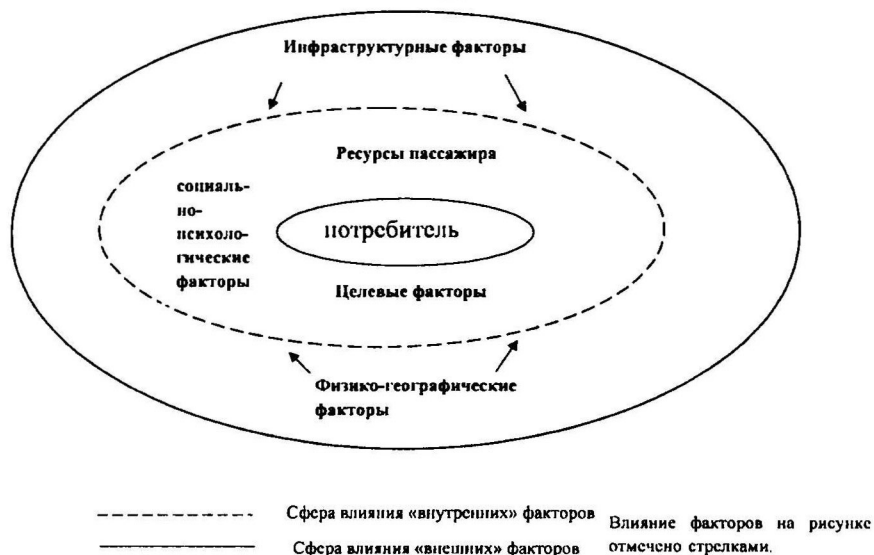 Инфраструктурные факторы
Ресурсы пассажира
социаль-
но-
психоло-
гические
факторы
потребитель
Целевые факторы
Физико-географические
факторы
Сфера влияния «внутренних» факторов
Сфера влияния «внешних» факторов
Влияние факторов на рисунке
отмечено стрелками.